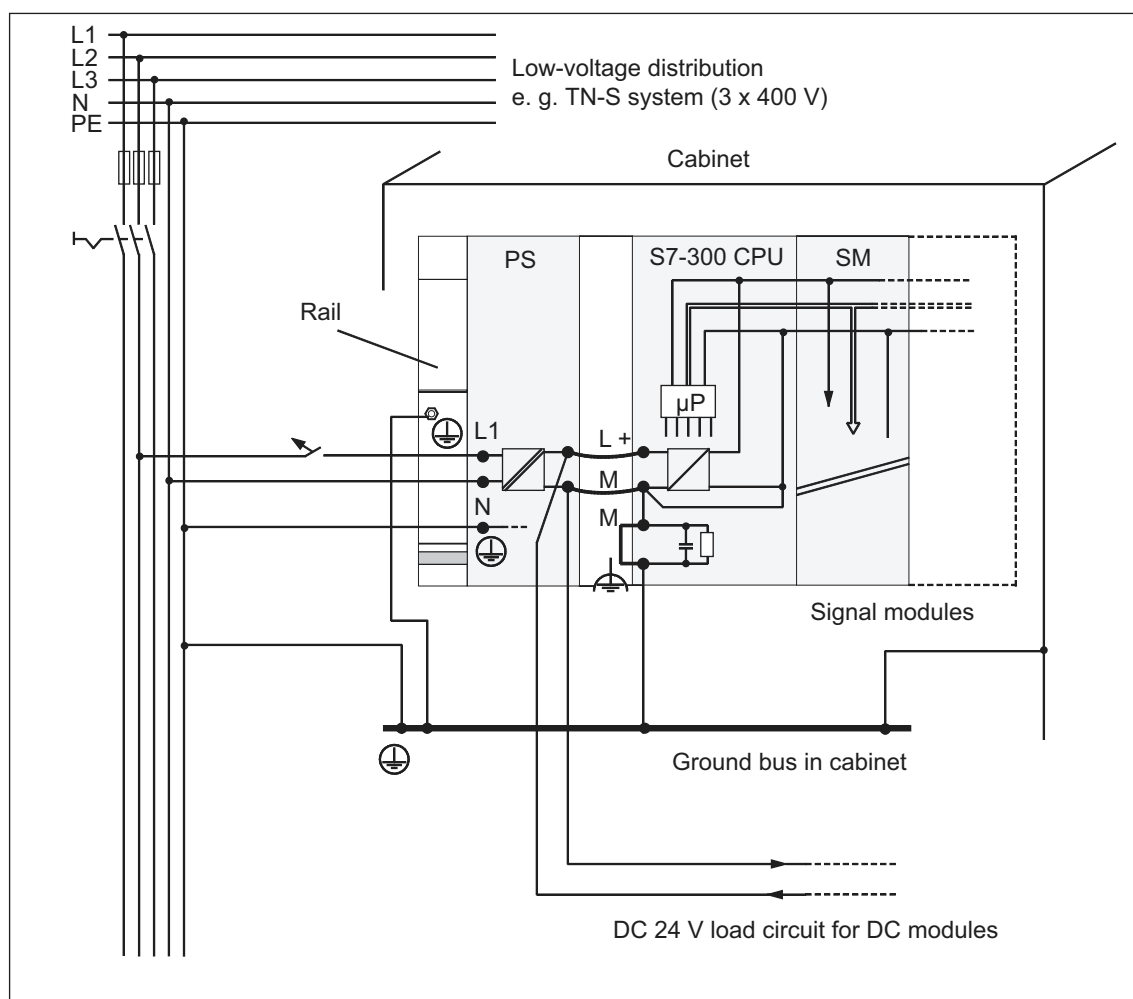 L1
L2
L3
N
PE
Low-voltage distribution
e. g. TN-S system (3 x 400 V)
Cabinet
PS
S7-300 CPU
SM
Rail
µP
L1
L +
M
N
M
Signal modules
Ground bus in cabinet
DC 24 V load circuit for DC modules